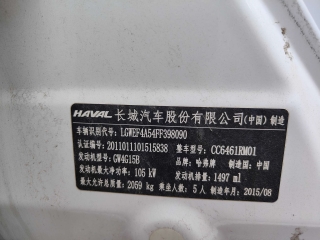 HAVAL 长城汽车股份有限公司(中国)制造
车辆识别代号: LGWEF4A54FF398090
认证编号: 2011011101515838 整车型号: CC6461RM01
发动机型号: GW4G15B 品牌: 哈弗牌 制造国: 中国
发动机最大净功率: 105 kW 发动机排量: 1497 ml
最大允许总质量: 2059 kg 乘坐人数: 5 人 制造年月: 2015/08